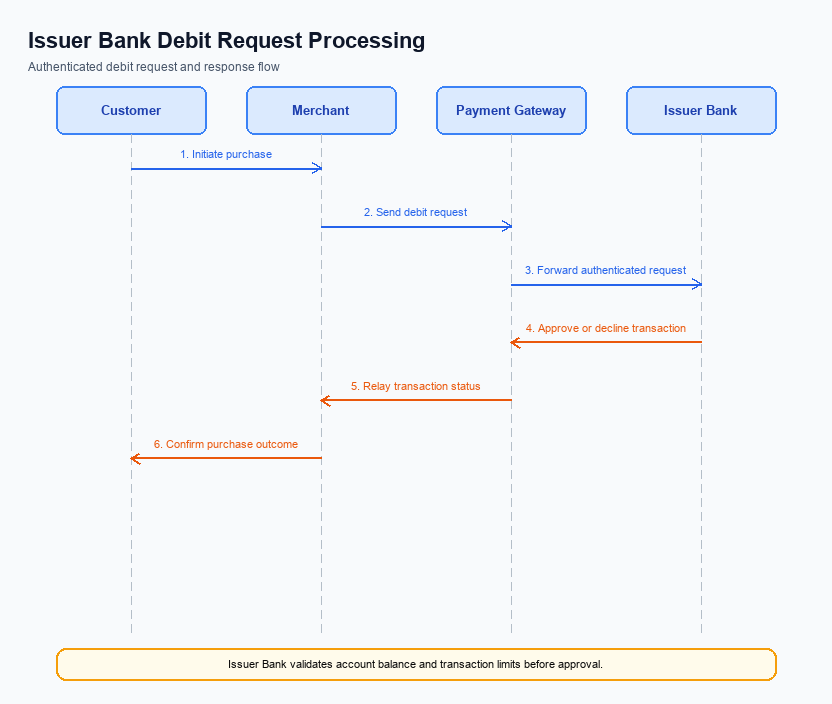 Issuer Bank Debit Request Processing
Authenticated debit request and response flow
Customer
Merchant
Payment Gateway
Issuer Bank
1. Initiate purchase
2. Send debit request
3. Forward authenticated request
4. Approve or decline transaction
5. Relay transaction status
6. Confirm purchase outcome
Issuer Bank validates account balance and transaction limits before approval.